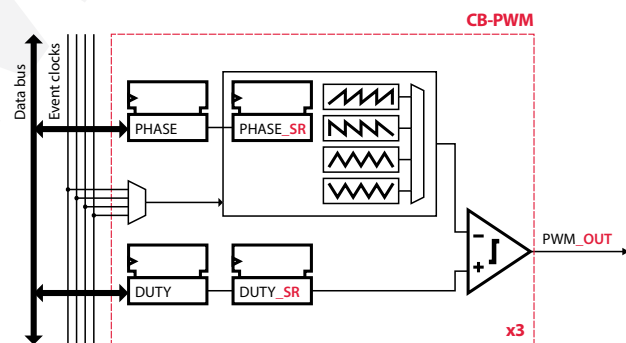 CB-PWM
Data bus
Event clocks
PHASE
PHASE_SR
PWM_OUT
DUTY
DUTY_SR
x3